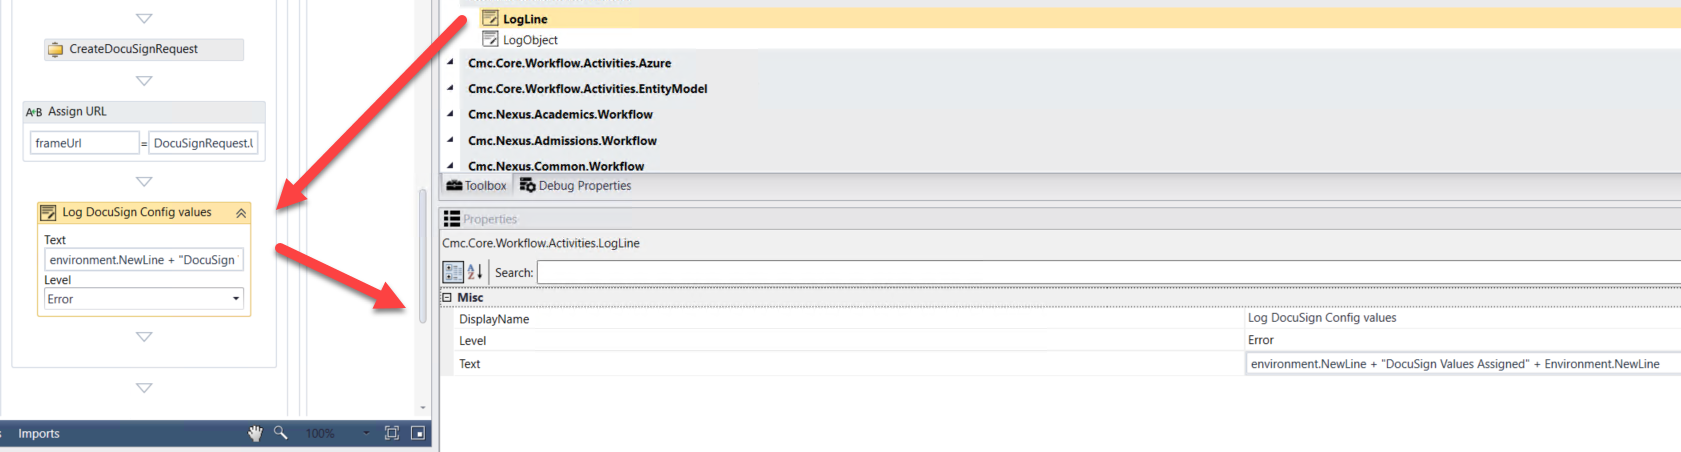 CreateDocuSignRequest
A+B Assign URL
frameUrl = DocuSignRequest.U
Log DocuSign Config values
Text
environment.NewLine + "DocuSign
Level
Error
Imports
100%
LogLine
LogObject
Cmc.Core.Workflow.Activities.Azure
Cmc.Core.Workflow.Activities.EntityModel
Cmc.Nexus.Academics.Workflow
Cmc.Nexus.Admissions.Workflow
Cmc.Nexus.Common.Workflow
Toolbox Debug Properties
Properties
Cmc.Core.Workflow.Activities.LogLine
Search:
Misc
DisplayName Log DocuSign Config values
Level Error
Text environment.NewLine + "DocuSign Values Assigned" + Environment.NewLine